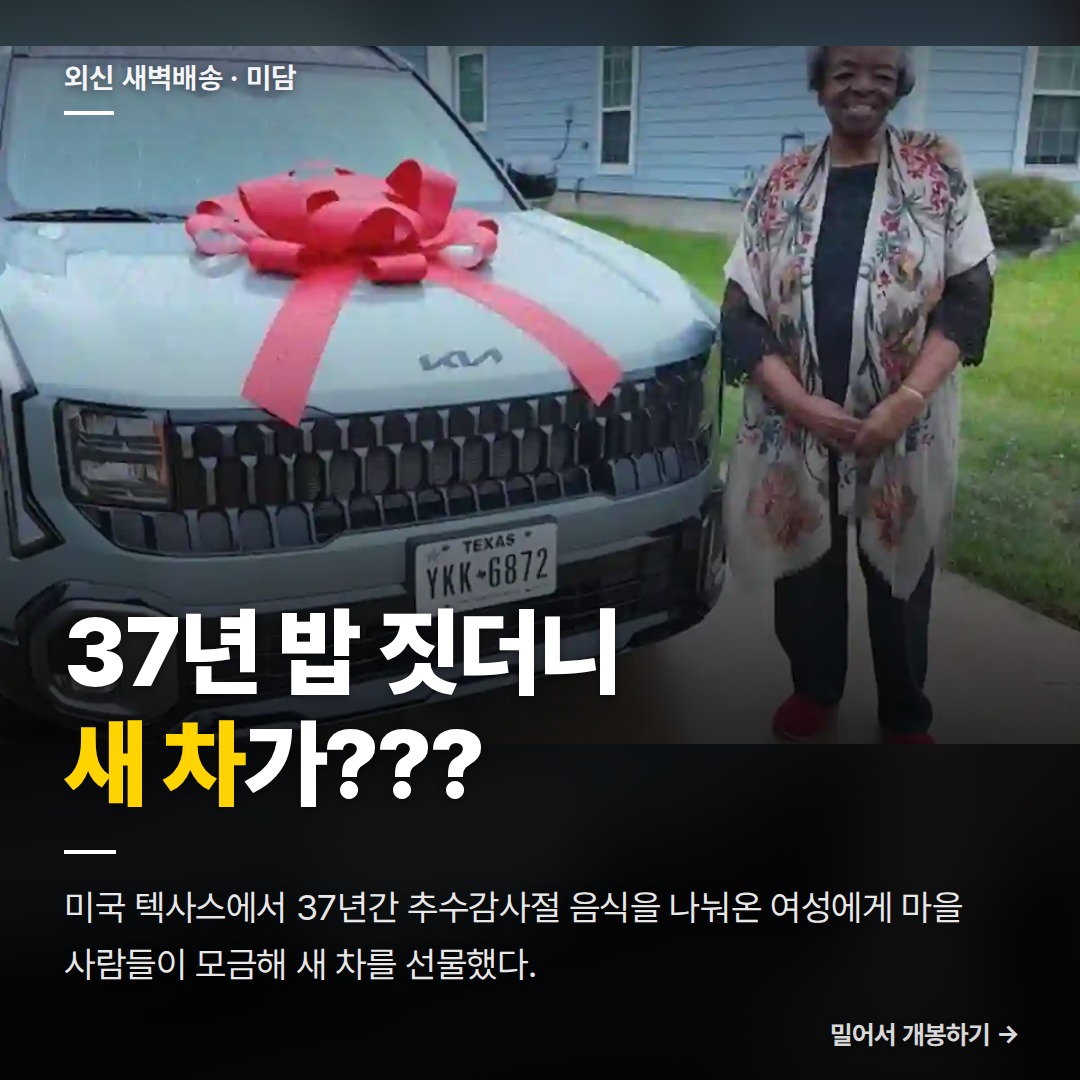 외신 새벽배송 · 미담
KIA
TEXAS
YKK 6872
37년 밥 짓더니
새 차가???
미국 텍사스에서 37년간 추수감사절 음식을 나눠온 여성에게 마을
사람들이 모금해 새 차를 선물했다.
밀어서 개봉하기 →